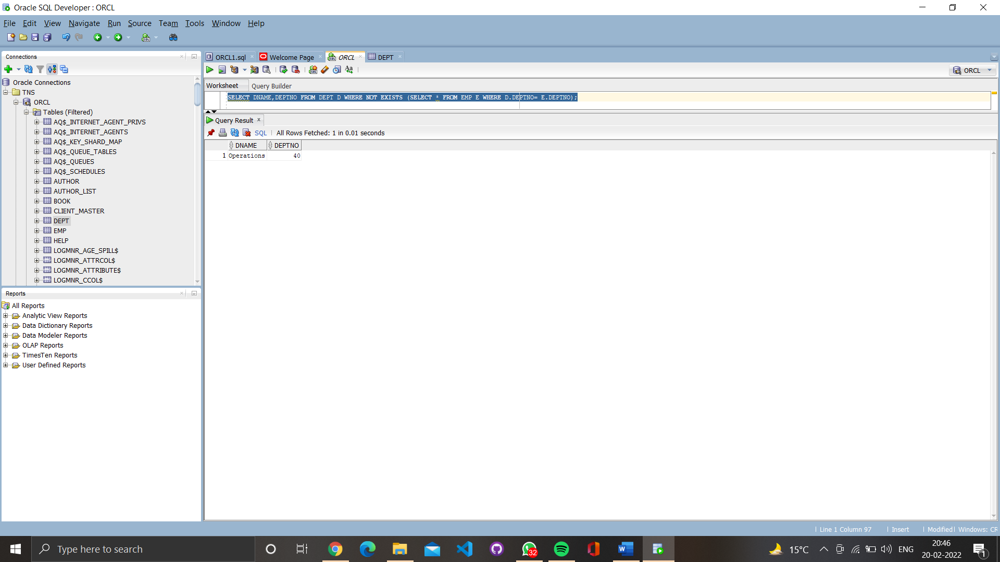 Oracle SQL Developer : ORCL
File Edit View Navigate Run Source Team Tools Window Help
Connections
Oracle Connections
TNS
ORCL
Tables (Filtered)
AQ$_INTERNET_AGENT_PRIVS
AQ$_INTERNET_AGENTS
AQ$_KEY_SHARD_MAP
AQ$_QUEUE_TABLES
AQ$_QUEUES
AQ$_SCHEDULES
AUTHOR
AUTHOR_LIST
BOOK
CLIENT_MASTER
DEPT
EMP
HELP
LOGMNR_AGE_SPILL$
LOGMNR_ATTRCOL$
LOGMNR_ATTRIBUTE$
LOGMNR_CCOL$
Reports
All Reports
Analytic View Reports
Data Dictionary Reports
Data Modeler Reports
OLAP Reports
TimesTen Reports
User Defined Reports
ORCL1.sql Welcome Page ORCL DEPT
ORCL
Worksheet Query Builder
SELECT DNAME,DEPTNO FROM DEPT D WHERE NOT EXISTS (SELECT * FROM EMP E WHERE D.DEPTNO= E.DEPTNO);
Query Result x
SQL | All Rows Fetched: 1 in 0.01 seconds
DNAME DEPTNO
1 Operations 40
Line 1 Column 97 | Insert | Modified | Windows: CR
Type here to search
32
15°C ENG
20:46
20-02-2022
1